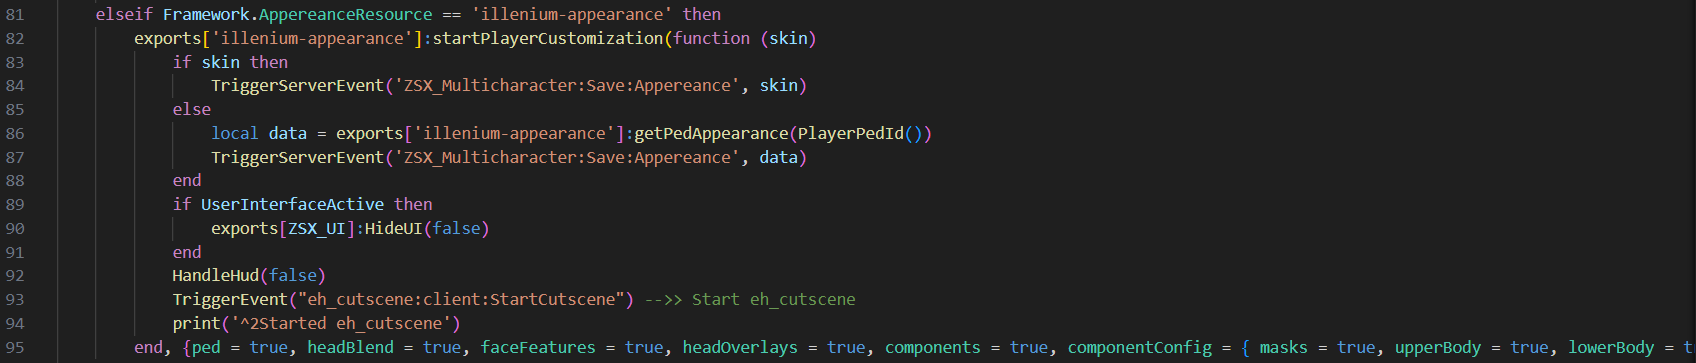 81 elseif Framework.AppereanceResource == 'illenium-appearance' then
82 exports['illenium-appearance']:startPlayerCustomization(function (skin)
83 if skin then
84 TriggerServerEvent('ZSX_Multicharacter:Save:Appereance', skin)
85 else
86 local data = exports['illenium-appearance']:getPedAppearance(PlayerPedId())
87 TriggerServerEvent('ZSX_Multicharacter:Save:Appereance', data)
88 end
89 if UserInterfaceActive then
90 exports[ZSX_UI]:HideUI(false)
91 end
92 HandleHud(false)
93 TriggerEvent("eh_cutscene:client:StartCutscene") -->> Start eh_cutscene
94 print('^2Started eh_cutscene')
95 end, {ped = true, headBlend = true, faceFeatures = true, headOverlays = true, components = true, componentConfig = { masks = true, upperBody = true, lowerBody =